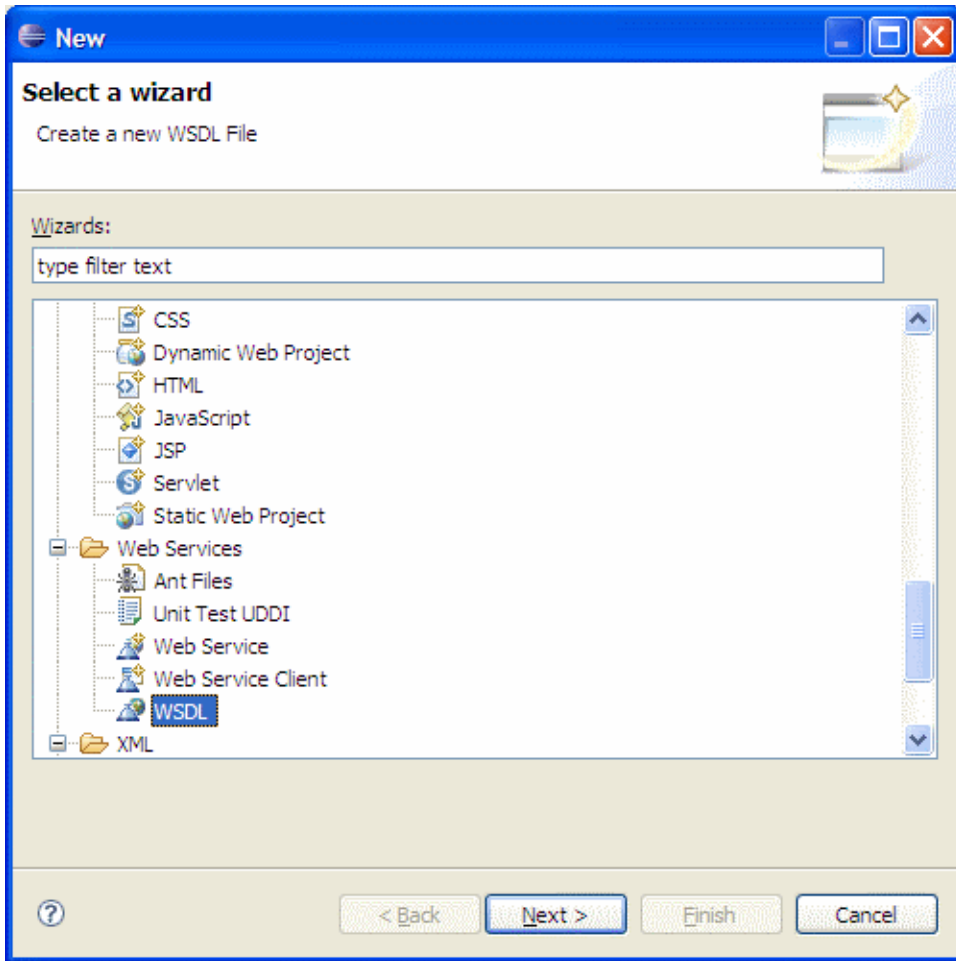 New
Select a wizard
Create a new WSDL File
Wizards:
type filter text
CSS
Dynamic Web Project
HTML
JavaScript
JSP
Servlet
Static Web Project
Web Services
Ant Files
Unit Test UDDI
Web Service
Web Service Client
WSDL
XML
? < Back Next > Finish Cancel